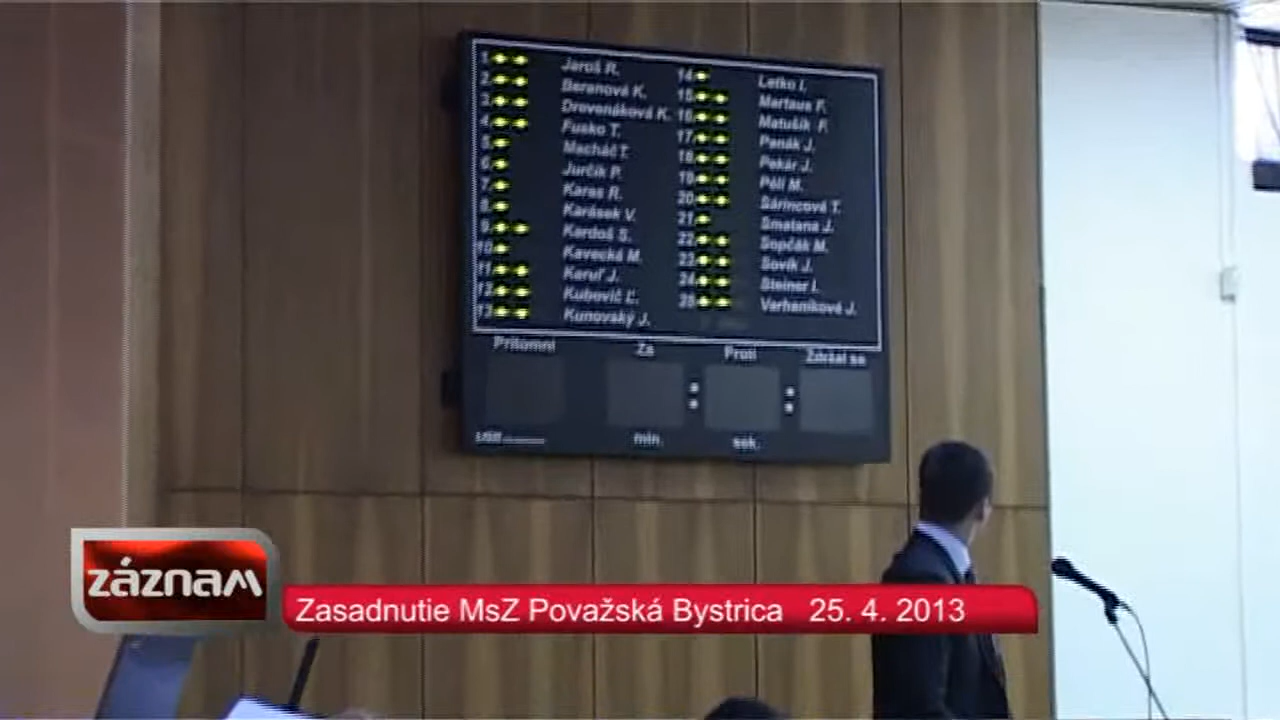 1 Jaroš R.
2 Beranová K.
3 Drevenáková K.
4 Fusko T.
5 Macháč T.
6 Jurčík P.
7 Karas R.
8 Karásek V.
9 Kardoš S.
10 Kavecká M.
11 Keruľ J.
12 Kubovič Ľ.
13 Kunovský J.
14 Letko I.
15 Martaus F.
16 Matušík F.
17 Panák J.
18 Pekár J.
19 Péli M.
20 Šárincová T.
21 Smatana J.
22 Sopčák M.
23 Sovík J.
24 Steiner I.
25 Verheníková J.
Prítomní Za Proti Zdržal sa
min. sek.
záznam
Zasadnutie MsZ Považská Bystrica 25. 4. 2013